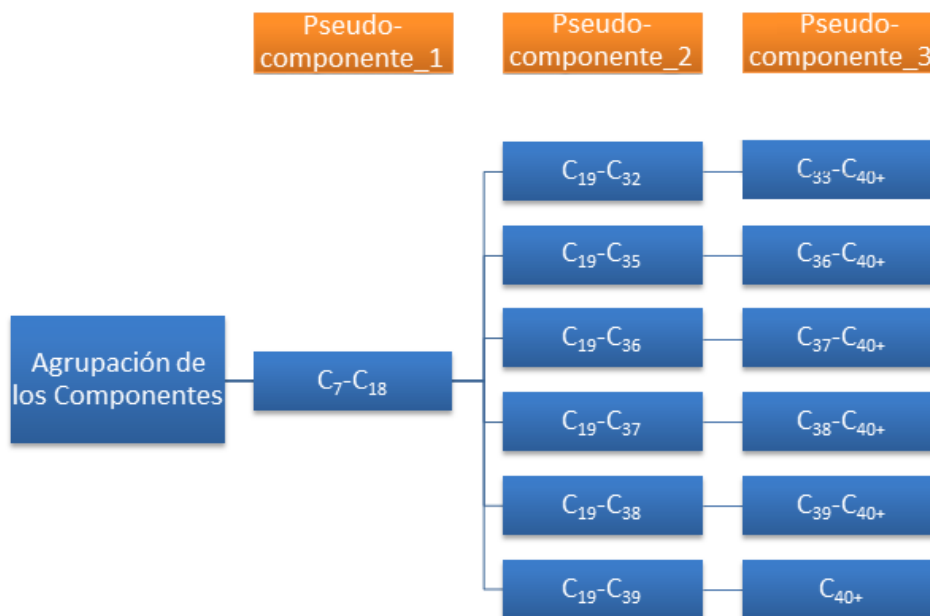 Pseudo-
componente_1
Pseudo-
componente_2
Pseudo-
componente_3
C₁₉-C₃₂
C₃₃-C₄₀₊
C₁₉-C₃₅
C₃₆-C₄₀₊
Agrupación de
los Componentes
C₇-C₁₈
C₁₉-C₃₆
C₃₇-C₄₀₊
C₁₉-C₃₇
C₃₈-C₄₀₊
C₁₉-C₃₈
C₃₉-C₄₀₊
C₁₉-C₃₉
C₄₀₊